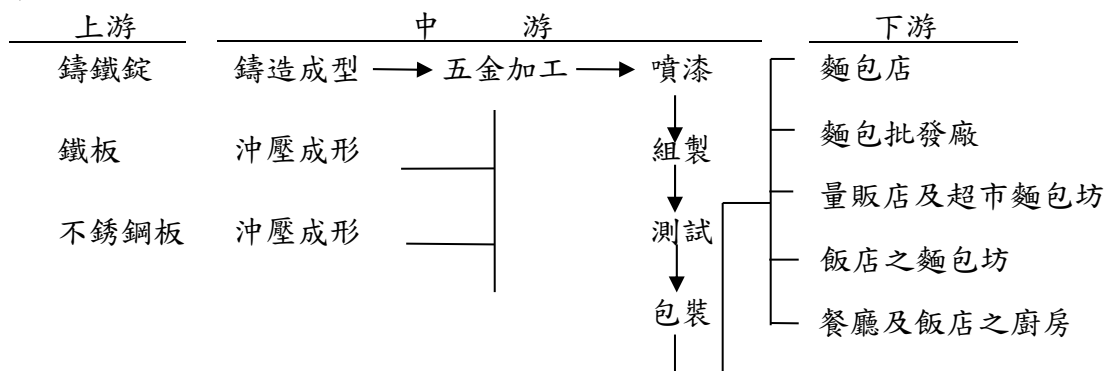 上游 中 游 下游
鑄鐵錠 鑄造成型 五金加工 噴漆 麵包店
麵包批發廠
鐵板 沖壓成形 組製
量販店及超市麵包坊
不銹鋼板 沖壓成形 測試
飯店之麵包坊
包裝
餐廳及飯店之廚房